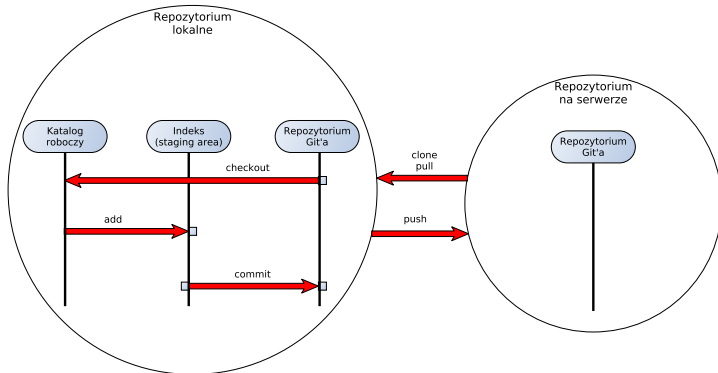 Repozytorium
lokalne
Katalog
roboczy
Indeks
(staging area)
Repozytorium
Git'a
checkout
add
commit
clone
pull
push
Repozytorium
na serwerze
Repozytorium
Git'a